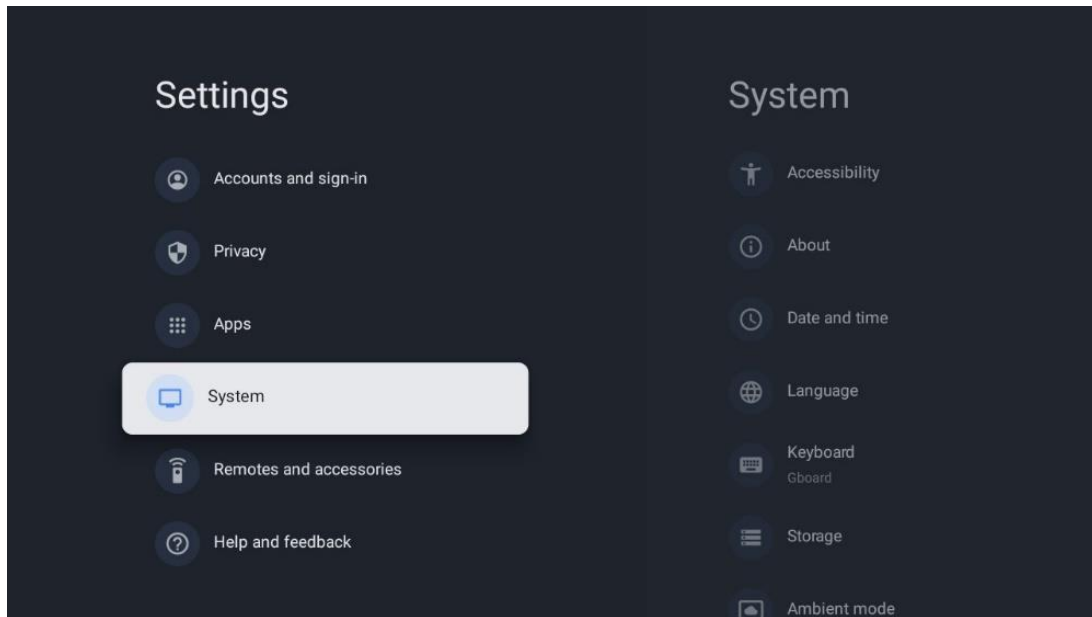 Settings
Accounts and sign-in
Privacy
Apps
System
Remotes and accessories
Help and feedback
System
Accessibility
About
Date and time
Language
Keyboard
Gboard
Storage
Ambient mode